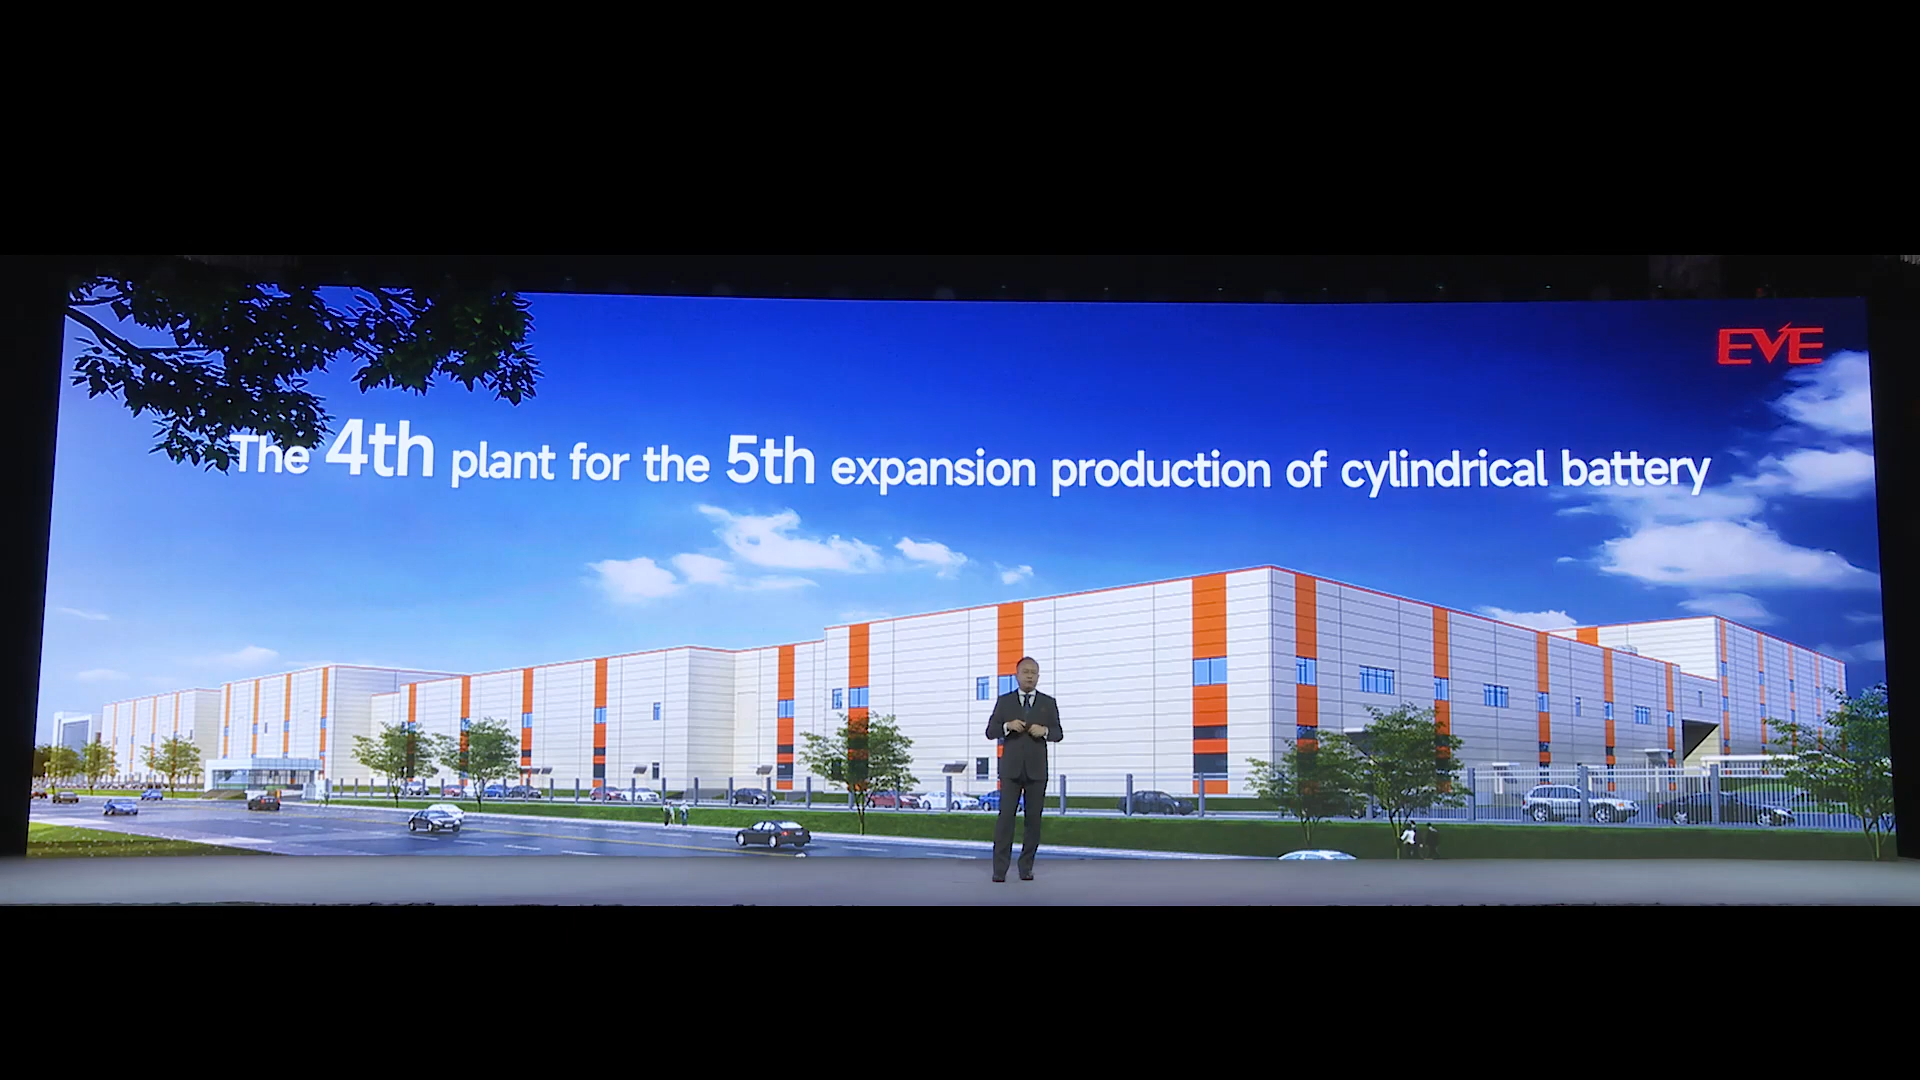 EVE
The 4th plant for the 5th expansion production of cylindrical battery